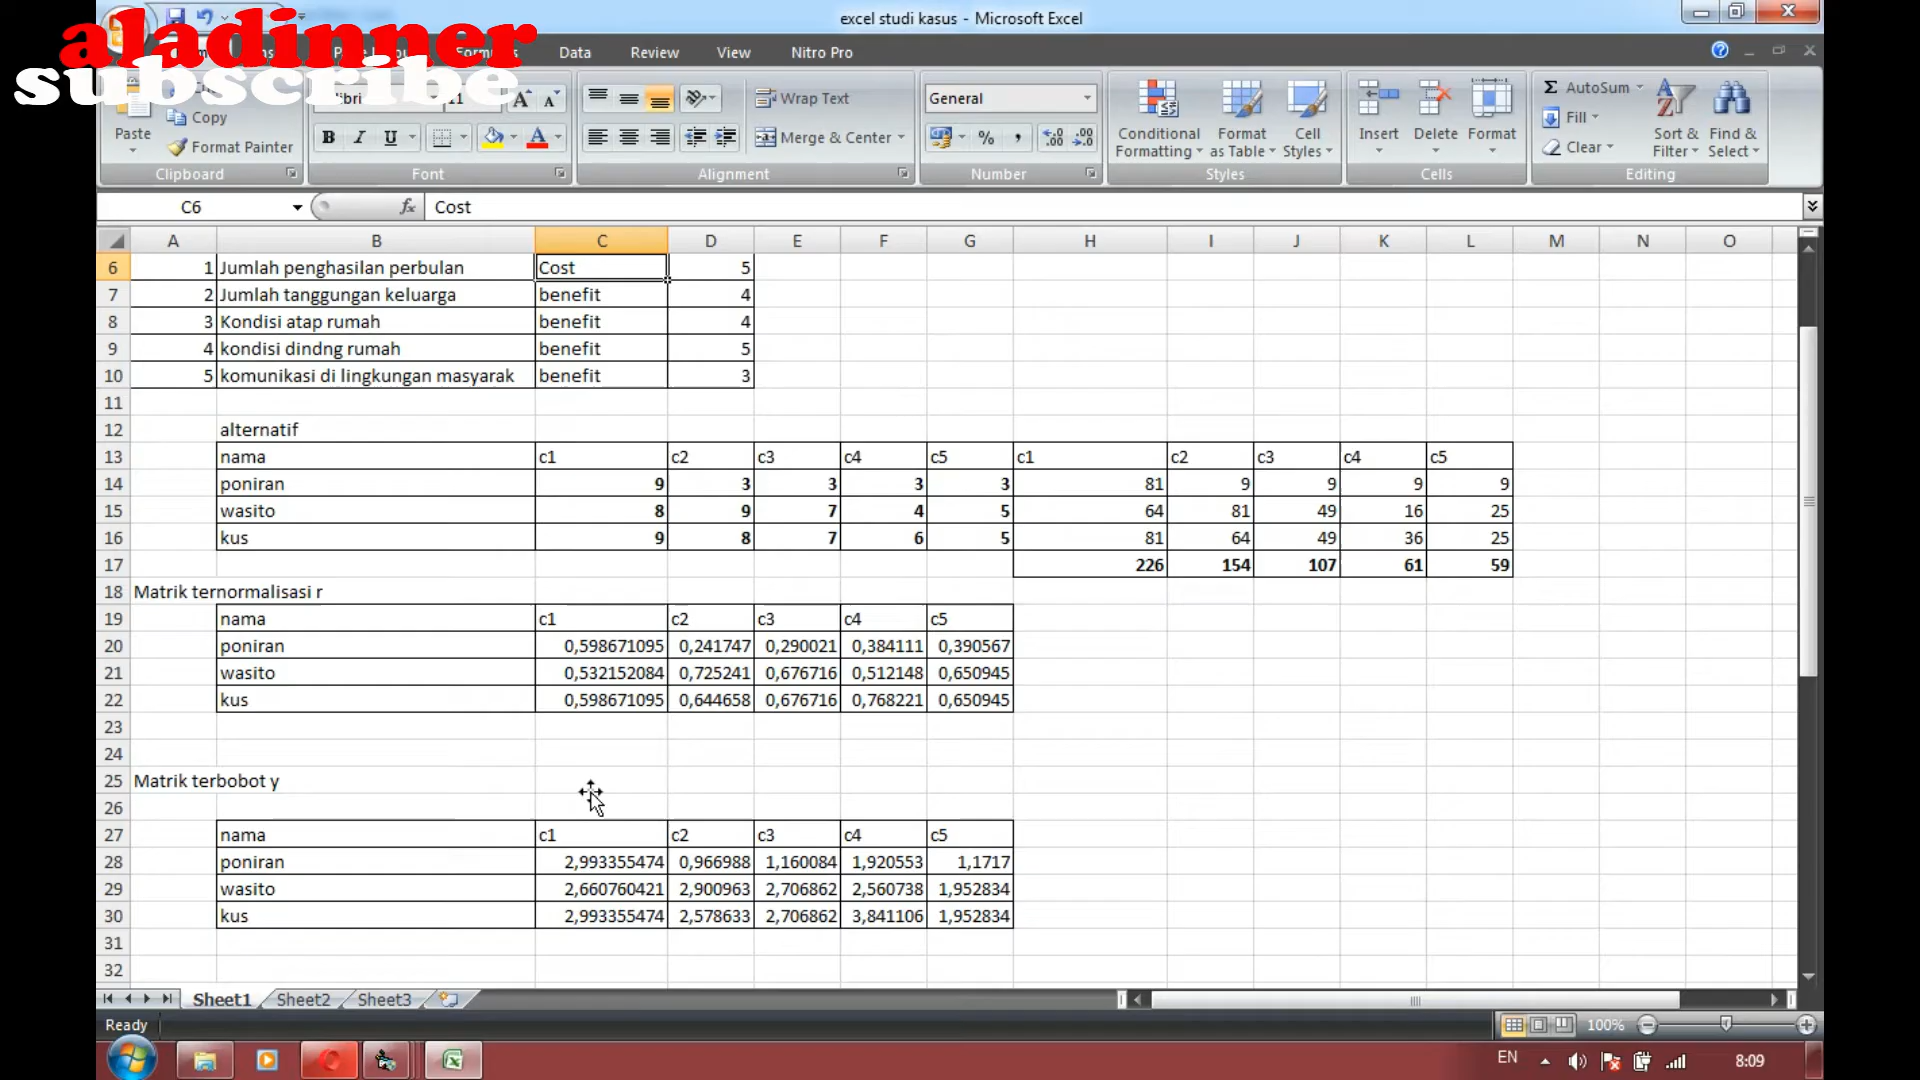 excel studi kasus - Microsoft Excel
aladinner
subscribe
Data Review View Nitro Pro
Paste
Copy
Format Painter
Clipboard
11
B I U
Font
Wrap Text
Merge & Center
Alignment
General
%
Number
Conditional Formatting
Format as Table
Cell Styles
Styles
Insert
Delete
Format
Cells
AutoSum
Fill
Clear
Sort & Filter
Find & Select
Editing
C6 fx Cost
A B C D E F G H I J K L M N O
6 1 Jumlah penghasilan perbulan Cost 5
7 2 Jumlah tanggungan keluarga benefit 4
8 3 Kondisi atap rumah benefit 4
9 4 kondisi dindng rumah benefit 5
10 5 komunikasi di lingkungan masyarak benefit 3
11
12 alternatif
13 nama c1 c2 c3 c4 c5 c1 c2 c3 c4 c5
14 poniran 9 3 3 3 3 81 9 9 9 9
15 wasito 8 9 7 4 5 64 81 49 16 25
16 kus 9 8 7 6 5 81 64 49 36 25
17 226 154 107 61 59
18 Matrik ternormalisasi r
19 nama c1 c2 c3 c4 c5
20 poniran 0,598671095 0,241747 0,290021 0,384111 0,390567
21 wasito 0,532152084 0,725241 0,676716 0,512148 0,650945
22 kus 0,598671095 0,644658 0,676716 0,768221 0,650945
23
24
25 Matrik terbobot y
26
27 nama c1 c2 c3 c4 c5
28 poniran 2,993355474 0,966988 1,160084 1,920553 1,1717
29 wasito 2,660760421 2,900963 2,706862 2,560738 1,952834
30 kus 2,993355474 2,578633 2,706862 3,841106 1,952834
31
32
Sheet1 Sheet2 Sheet3
Ready 100%
EN 8:09